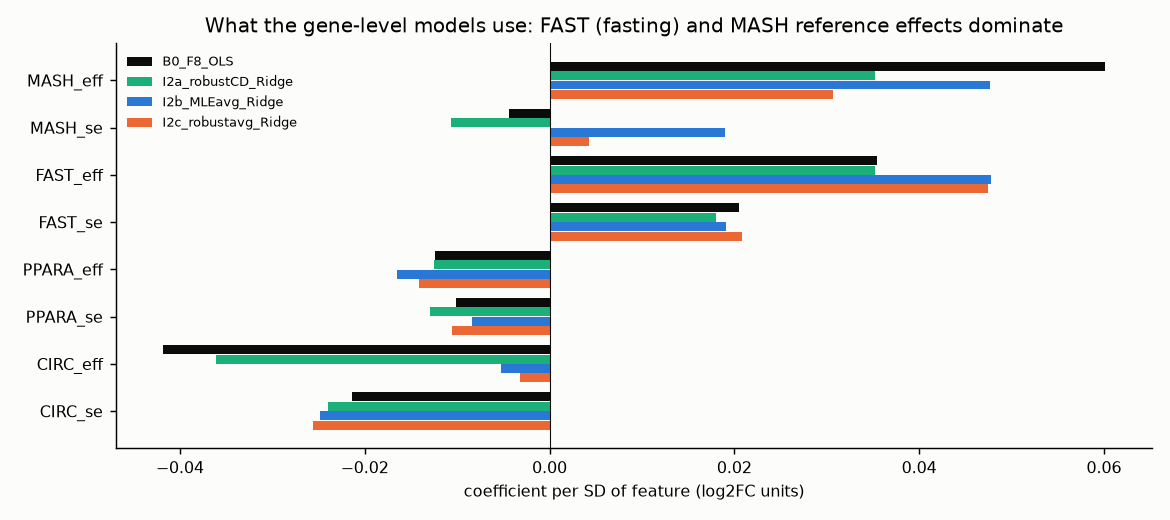 What the gene-level models use: FAST (fasting) and MASH reference effects dominate
B0_F8_OLS
I2a_robustCD_Ridge
I2b_MLEavg_Ridge
I2c_robustavg_Ridge
MASH_eff
MASH_se
FAST_eff
FAST_se
PPARA_eff
PPARA_se
CIRC_eff
CIRC_se
−0.04 −0.02 0.00 0.02 0.04 0.06
coefficient per SD of feature (log2FC units)